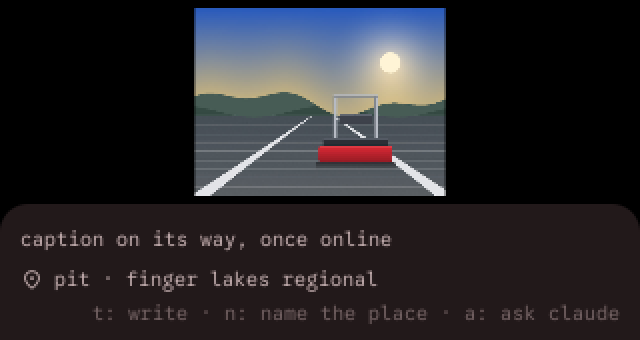 caption on its way, once online
pit · finger lakes regional
t: write · n: name the place · a: ask claude